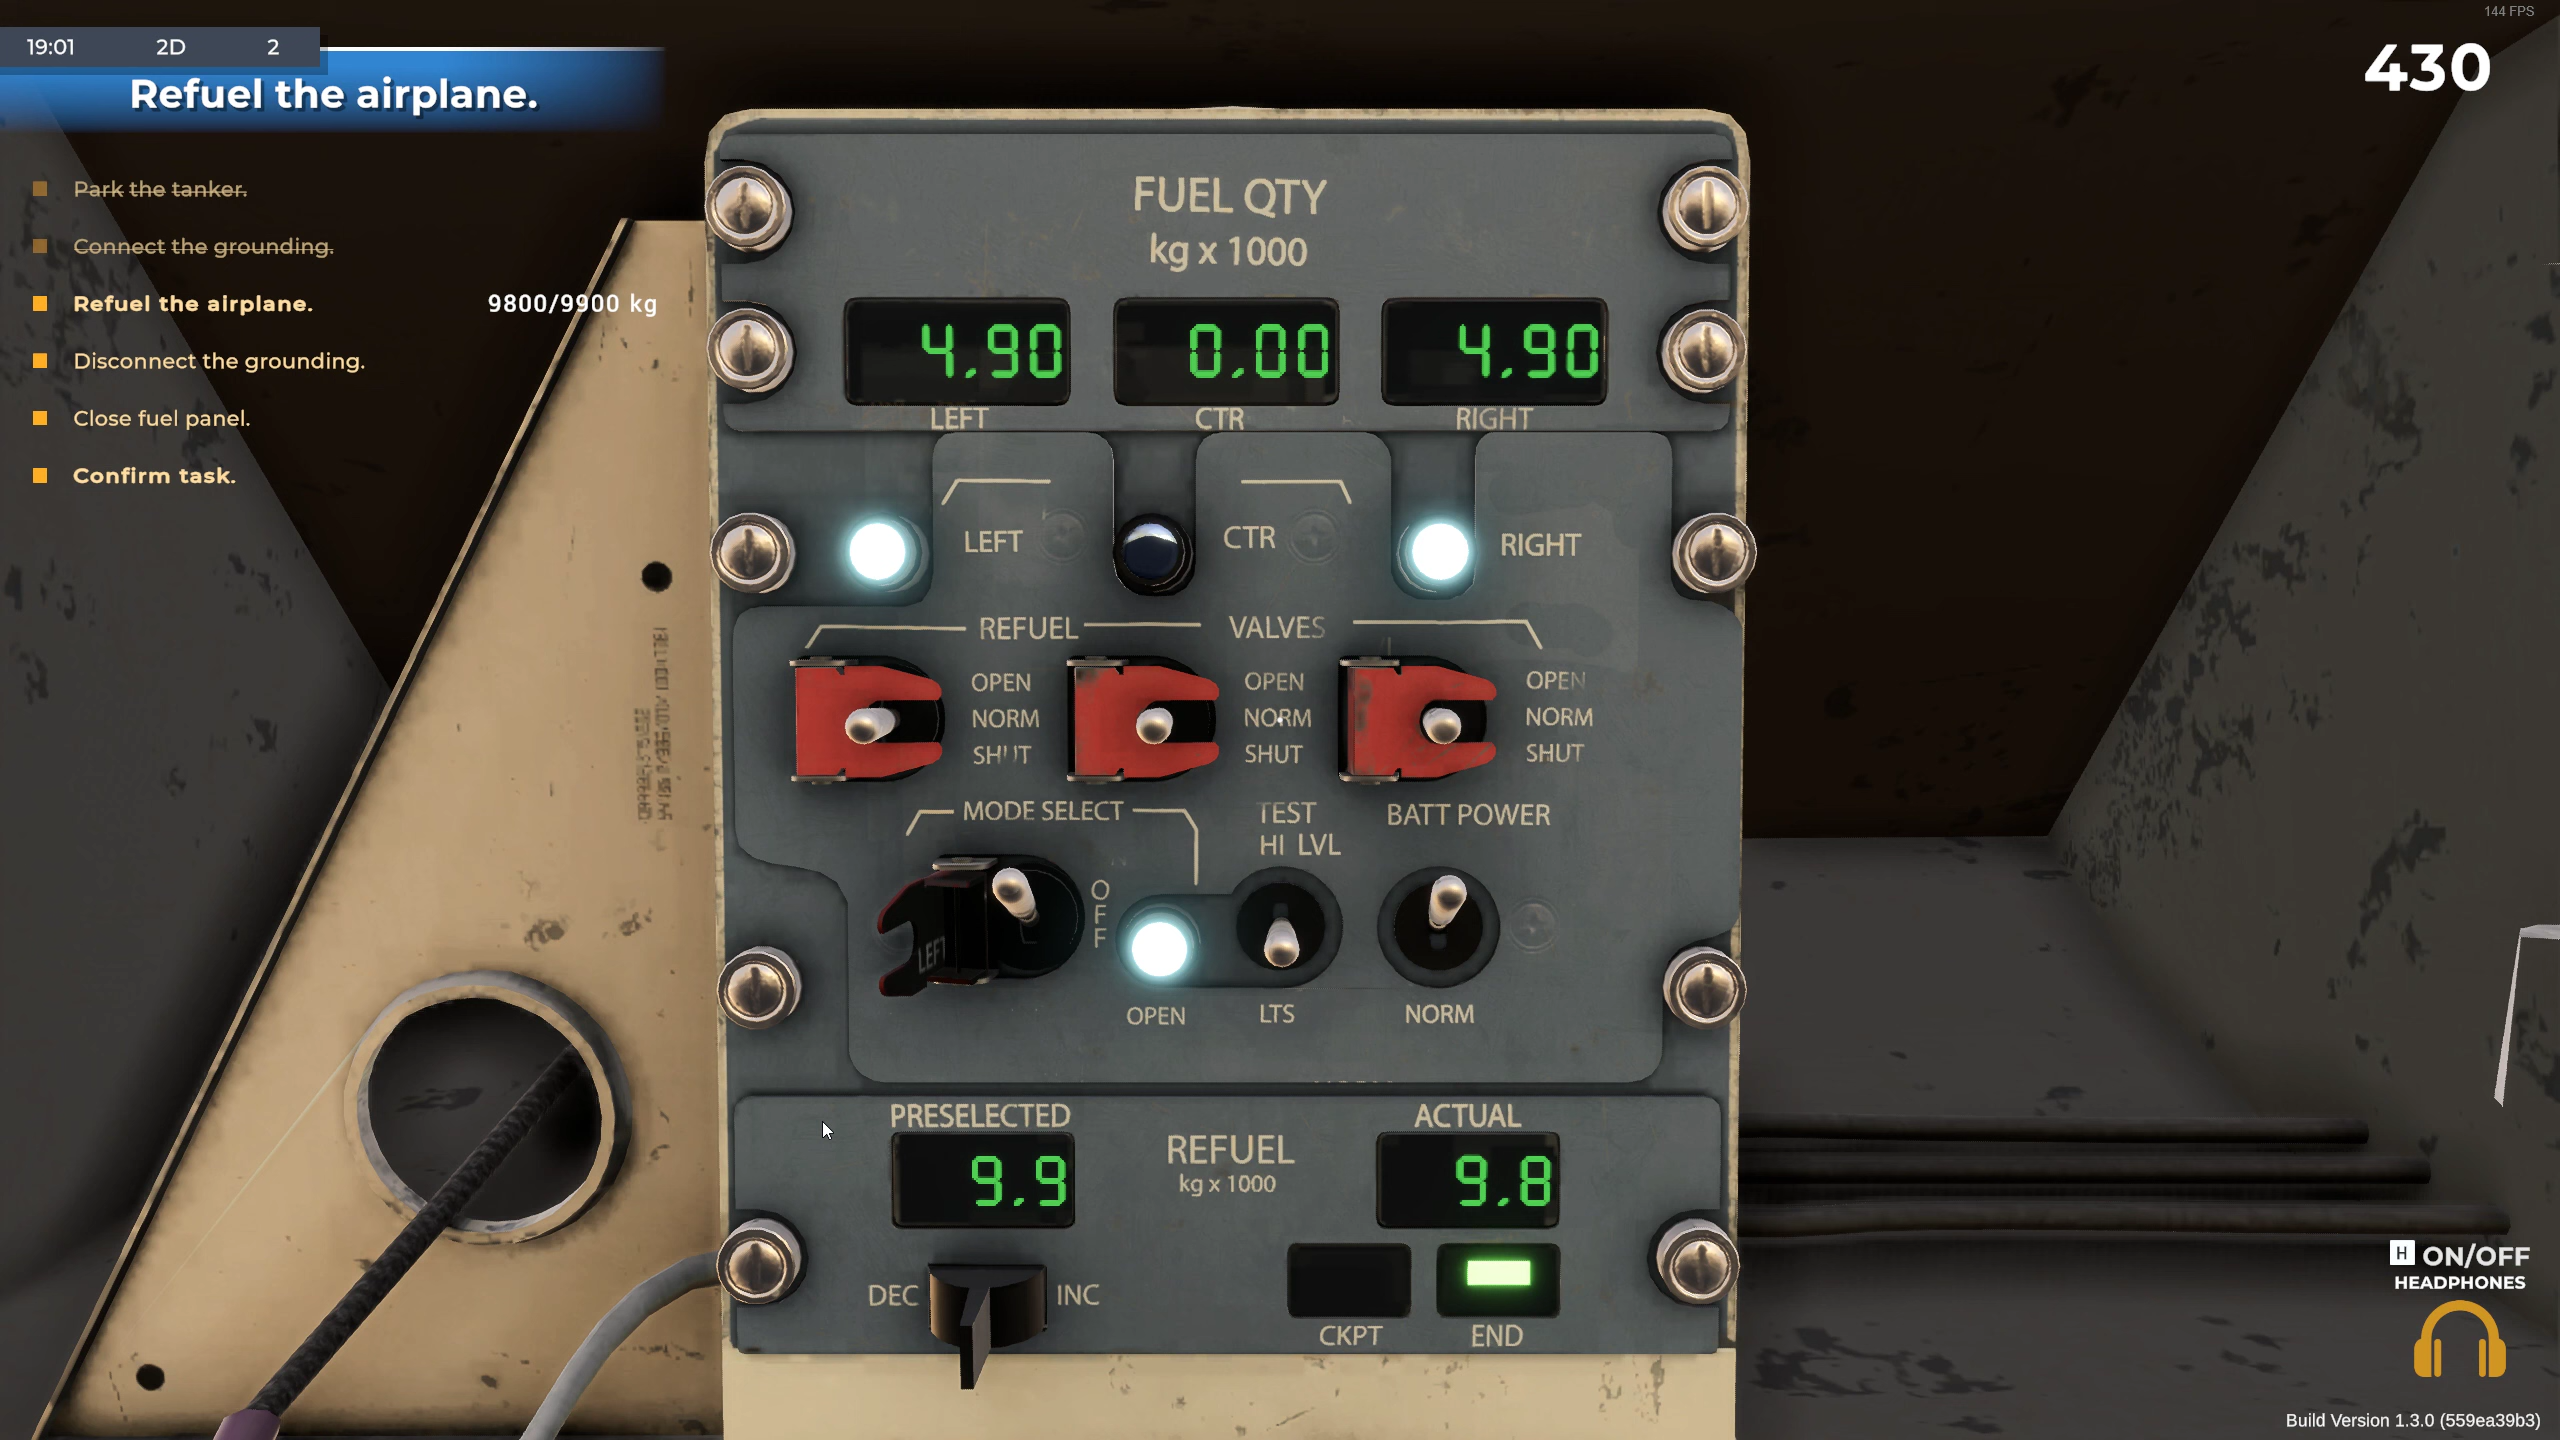 144 FPS
19:01 2D 2
430
Refuel the airplane.
Park the tanker.
Connect the grounding.
Refuel the airplane. 9800/9900 kg
Disconnect the grounding.
Close fuel panel.
Confirm task.
FUEL QTY
kg x 1000
4.90 0.00 4.90
LEFT CTR RIGHT
LEFT CTR RIGHT
REFUEL VALVES
OPEN OPEN OPEN
NORM NORM NORM
SHUT SHUT SHUT
MODE SELECT TEST BATT POWER
HI LVL
OFF
LEFT
OPEN LTS NORM
PRESELECTED REFUEL ACTUAL
9.9 kg x 1000 9.8
DEC INC
CKPT END
H ON/OFF
HEADPHONES
Build Version 1.3.0 (559ea39b3)